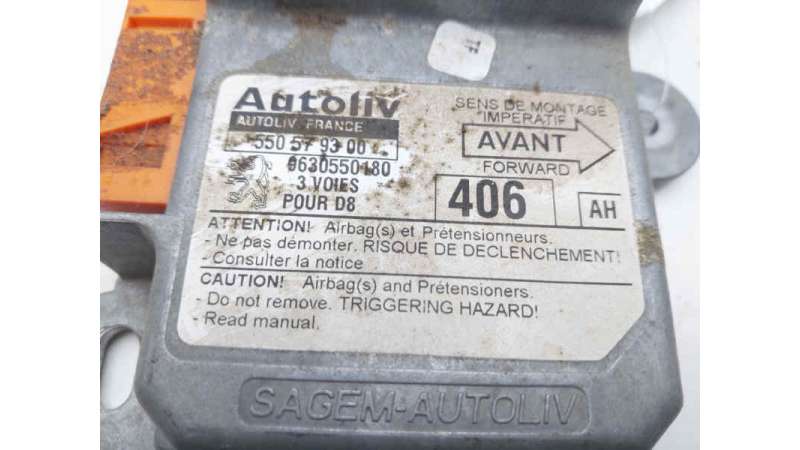 Autoliv
AUTOLIV FRANCE
550 57 93 00
9630550180
3 VOIES
POUR D8
SENS DE MONTAGE
IMPERATIF
AVANT
FORWARD
406
AH
ATTENTION! Airbag(s) et Prétensionneurs.
- Ne pas démonter. RISQUE DE DECLENCHEMENT!
- Consulter la notice
CAUTION! Airbag(s) and Prétensioners.
- Do not remove. TRIGGERING HAZARD!
- Read manual.
SAGEM-AUTOLIV